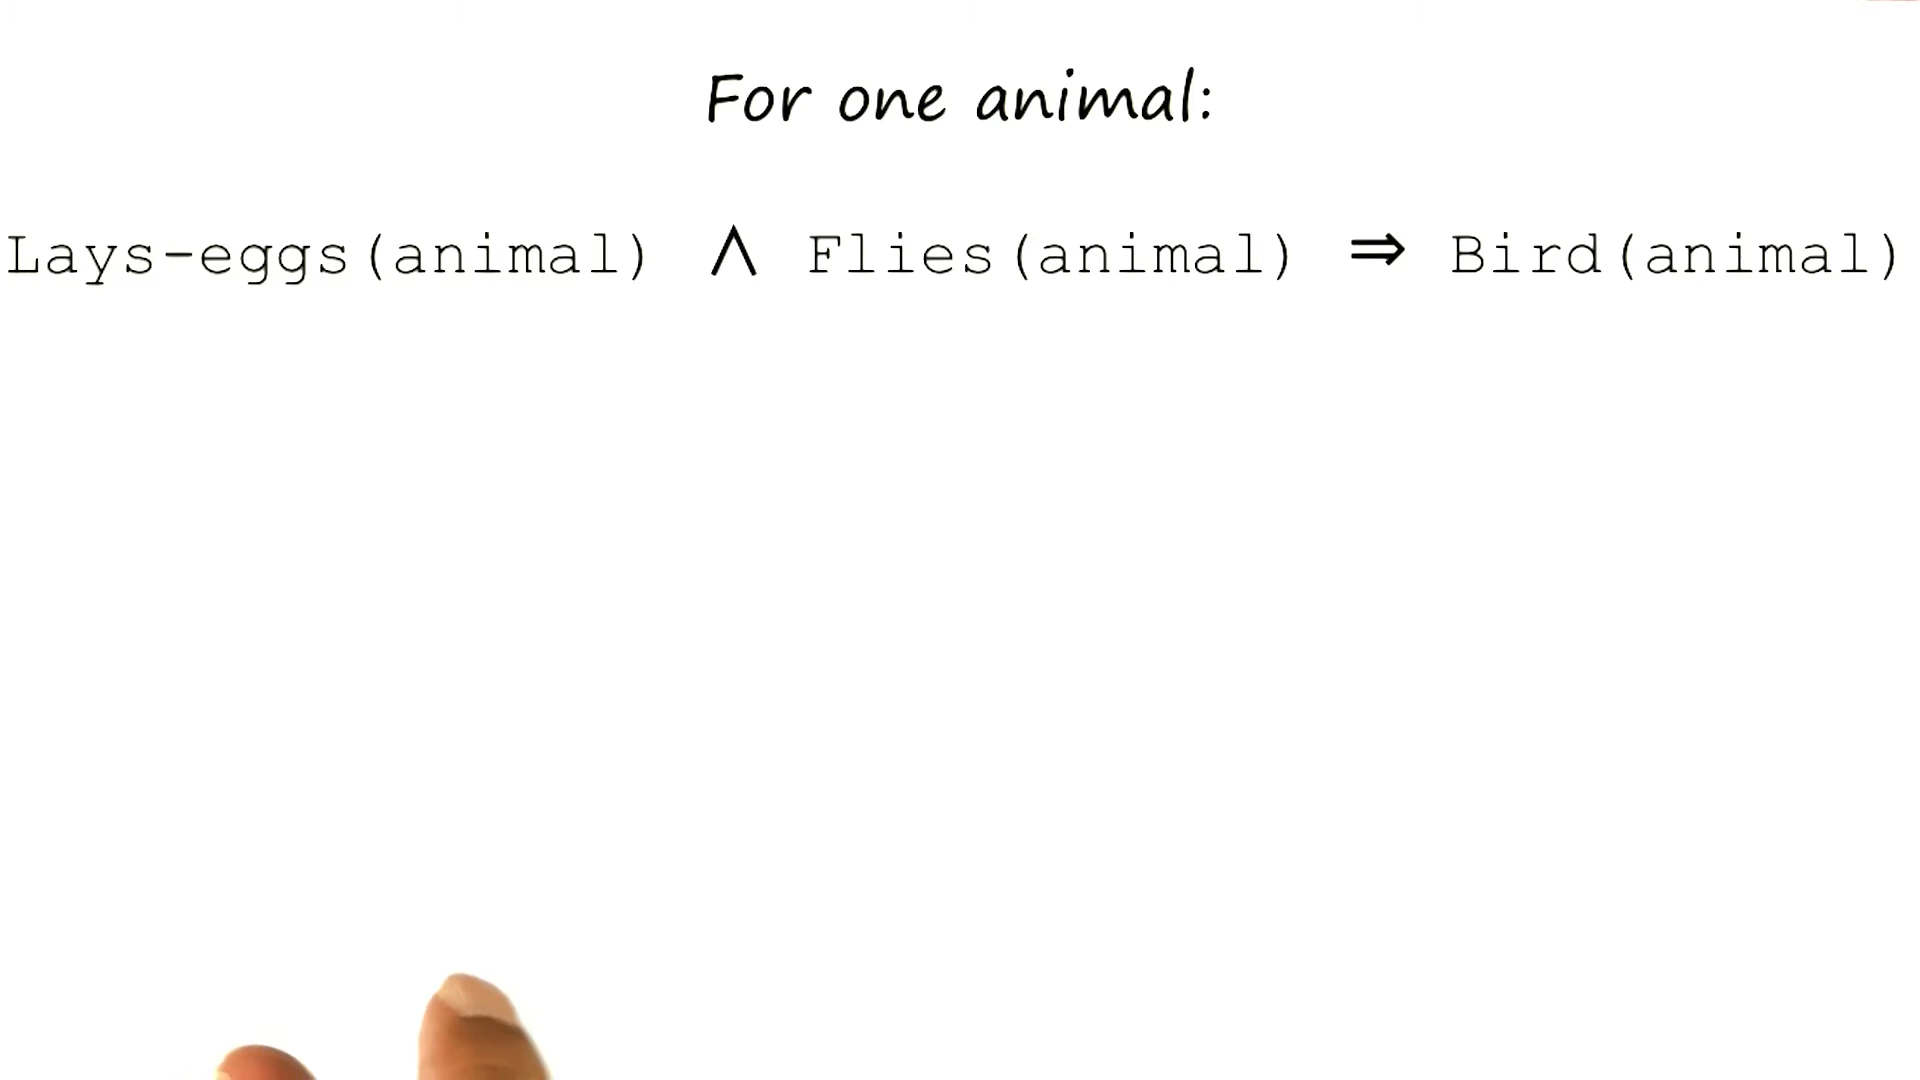 For one animal:
Lays-eggs(animal) ∧ Flies(animal) ⇒ Bird(animal)